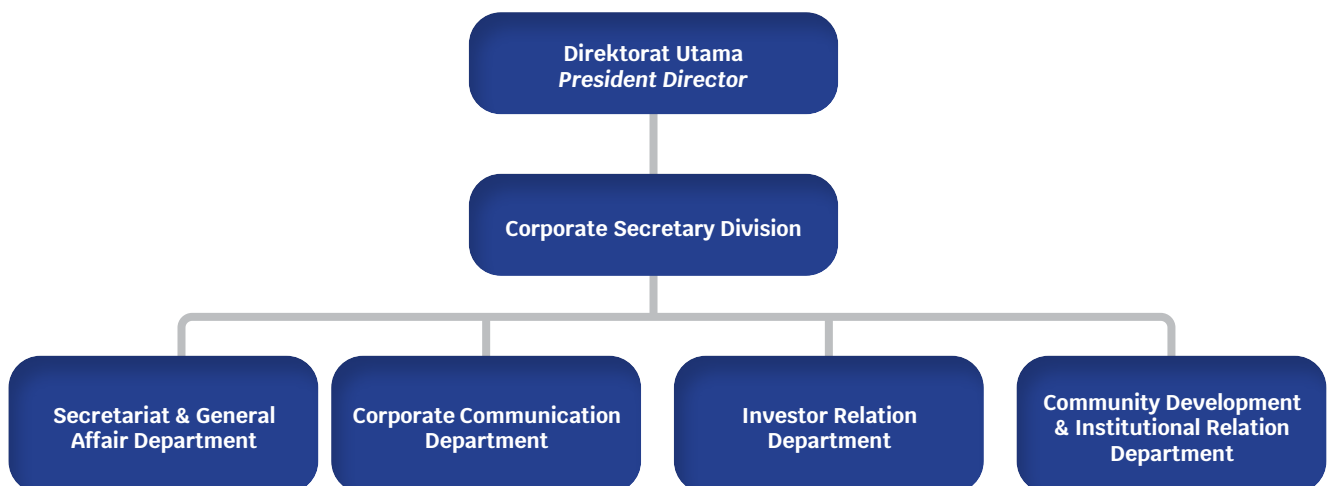 Direktorat Utama
President Director
Corporate Secretary Division
Secretariat & General
Affair Department
Corporate Communication
Department
Investor Relation
Department
Community Development
& Institutional Relation
Department